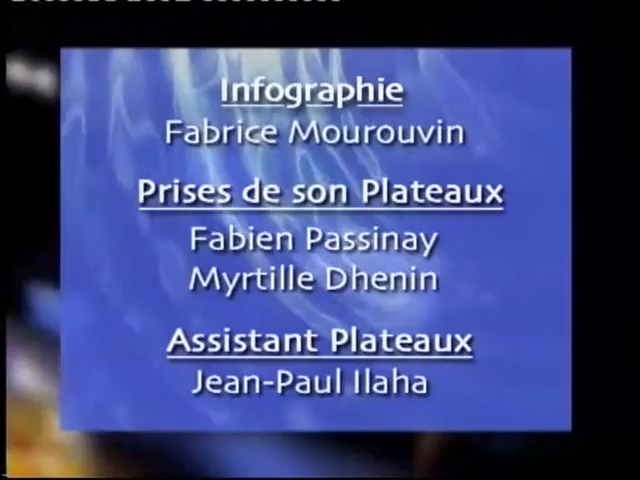 Infographie
Fabrice Mourouvin
Prises de son Plateaux
Fabien Passinay
Myrtille Dhenin
Assistant Plateaux
Jean-Paul Ilaha